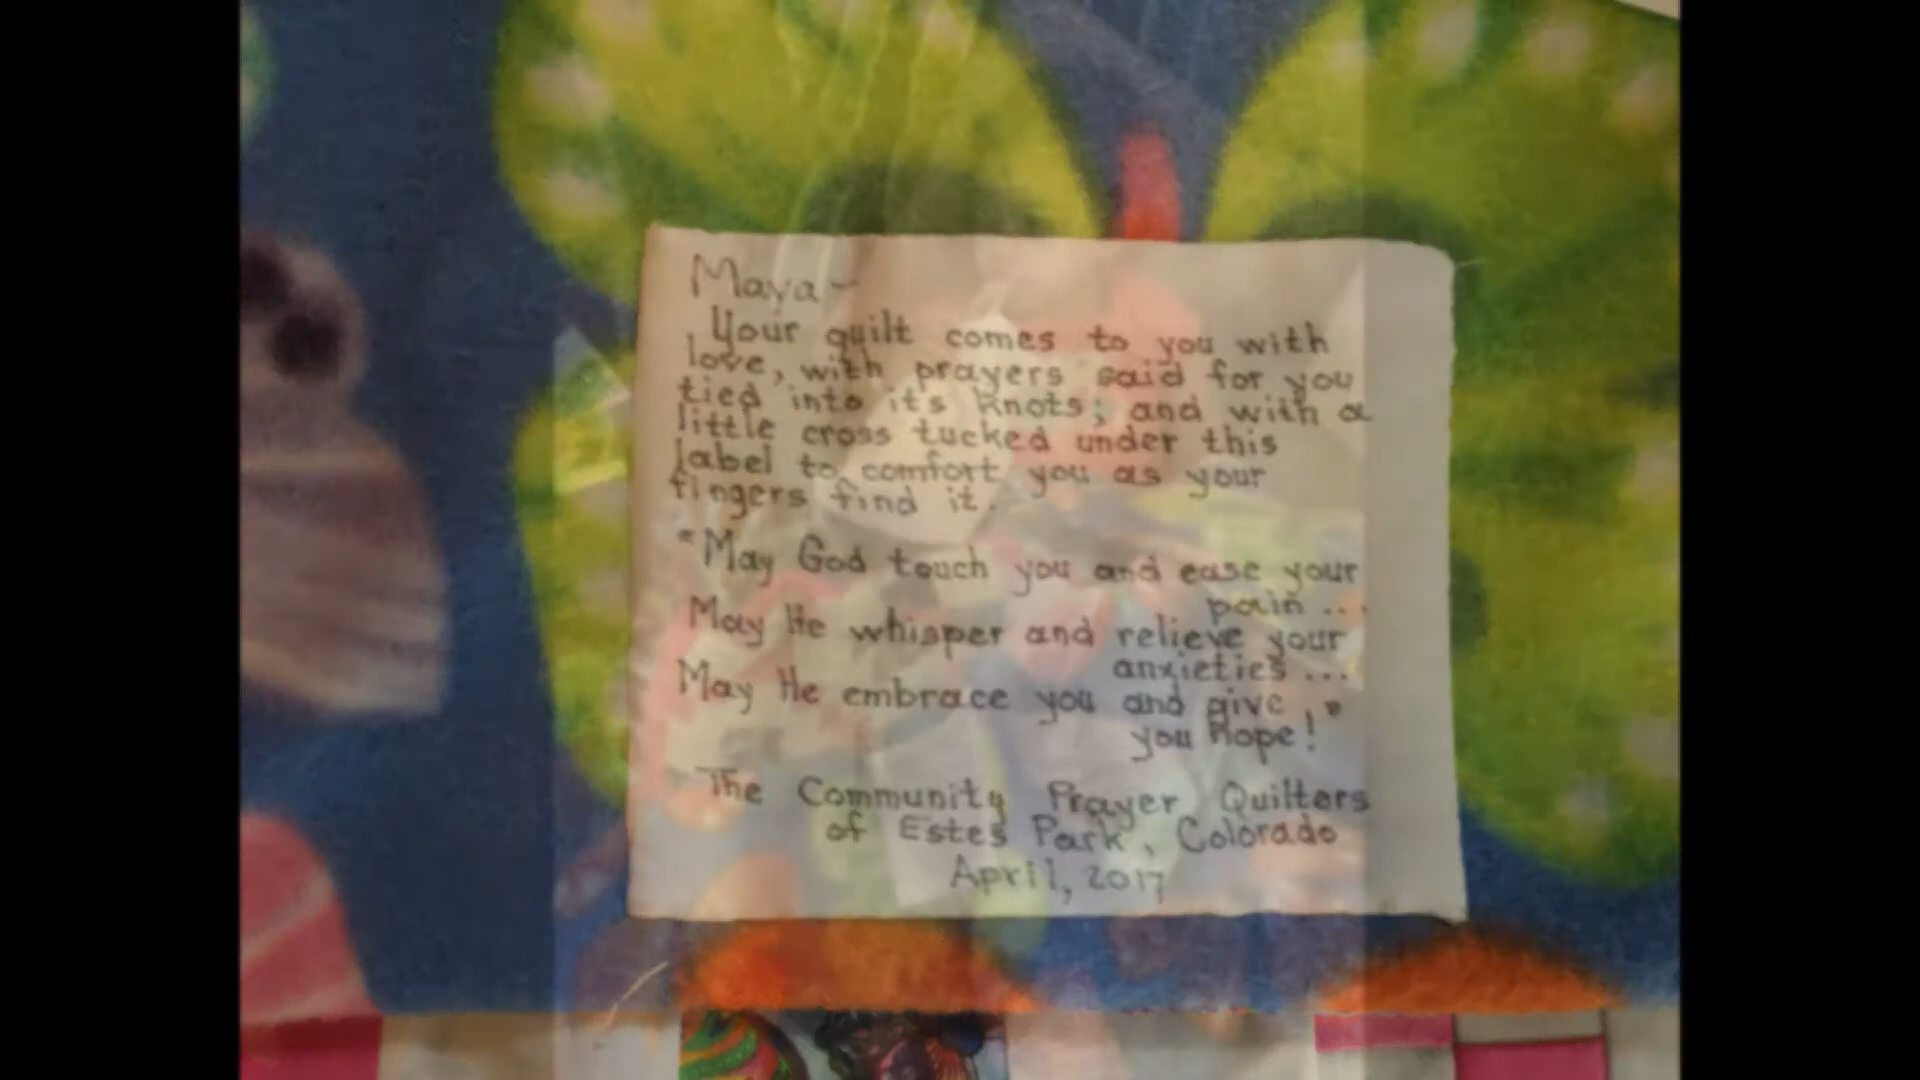 Maya~
Your quilt comes to you with
love, with prayers said for you
tied into it's knots; and with a
little cross tucked under this
label to comfort you as your
fingers find it.
"May God touch you and ease your
pain ...
May He whisper and relieve your
anxieties ...
May He embrace you and give
you hope!"
The Community Prayer Quilters
of Estes Park, Colorado
April, 2017